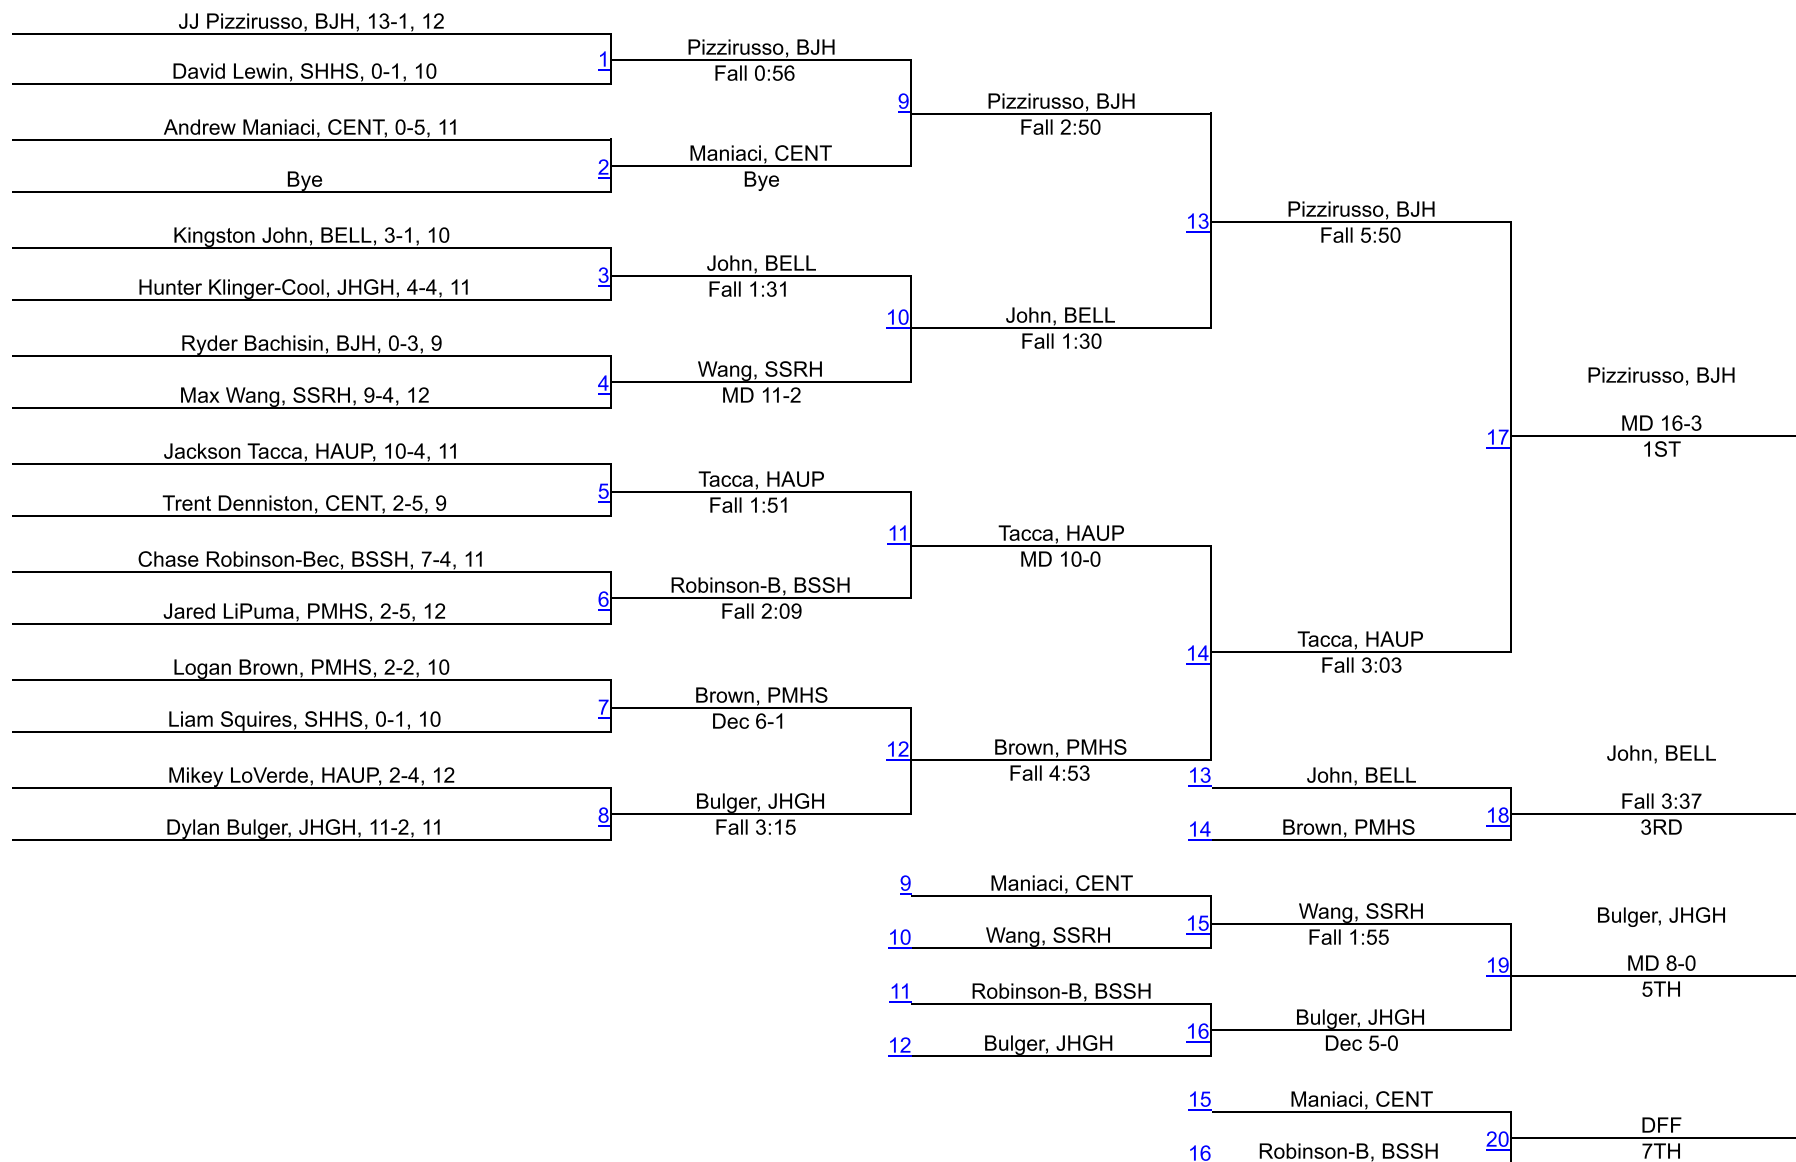 JJ Pizzirusso, BJH, 13-1, 12
1
David Lewin, SHHS, 0-1, 10
Andrew Maniaci, CENT, 0-5, 11
2
Bye
Kingston John, BELL, 3-1, 10
3
Hunter Klinger-Cool, JHGH, 4-4, 11
Ryder Bachisin, BJH, 0-3, 9
4
Max Wang, SSRH, 9-4, 12
Jackson Tacca, HAUP, 10-4, 11
5
Trent Denniston, CENT, 2-5, 9
Chase Robinson-Bec, BSSH, 7-4, 11
6
Jared LiPuma, PMHS, 2-5, 12
Logan Brown, PMHS, 2-2, 10
7
Liam Squires, SHHS, 0-1, 10
Mikey LoVerde, HAUP, 2-4, 12
8
Dylan Bulger, JHGH, 11-2, 11
Pizzirusso, BJH
Fall 0:56
9
Maniaci, CENT
Bye
John, BELL
Fall 1:31
10
Wang, SSRH
MD 11-2
Tacca, HAUP
Fall 1:51
11
Robinson-B, BSSH
Fall 2:09
Brown, PMHS
Dec 6-1
12
Bulger, JHGH
Fall 3:15
Pizzirusso, BJH
Fall 2:50
13
John, BELL
Fall 1:30
Tacca, HAUP
MD 10-0
14
Brown, PMHS
Fall 4:53
Pizzirusso, BJH
Fall 5:50
17
Tacca, HAUP
Fall 3:03
Pizzirusso, BJH
MD 16-3
1ST
13
John, BELL
18
14
Brown, PMHS
John, BELL
Fall 3:37
3RD
9
Maniaci, CENT
15
10
Wang, SSRH
11
Robinson-B, BSSH
16
12
Bulger, JHGH
Wang, SSRH
Fall 1:55
19
Bulger, JHGH
Dec 5-0
Bulger, JHGH
MD 8-0
5TH
15
Maniaci, CENT
20
16
Robinson-B, BSSH
DFF
7TH